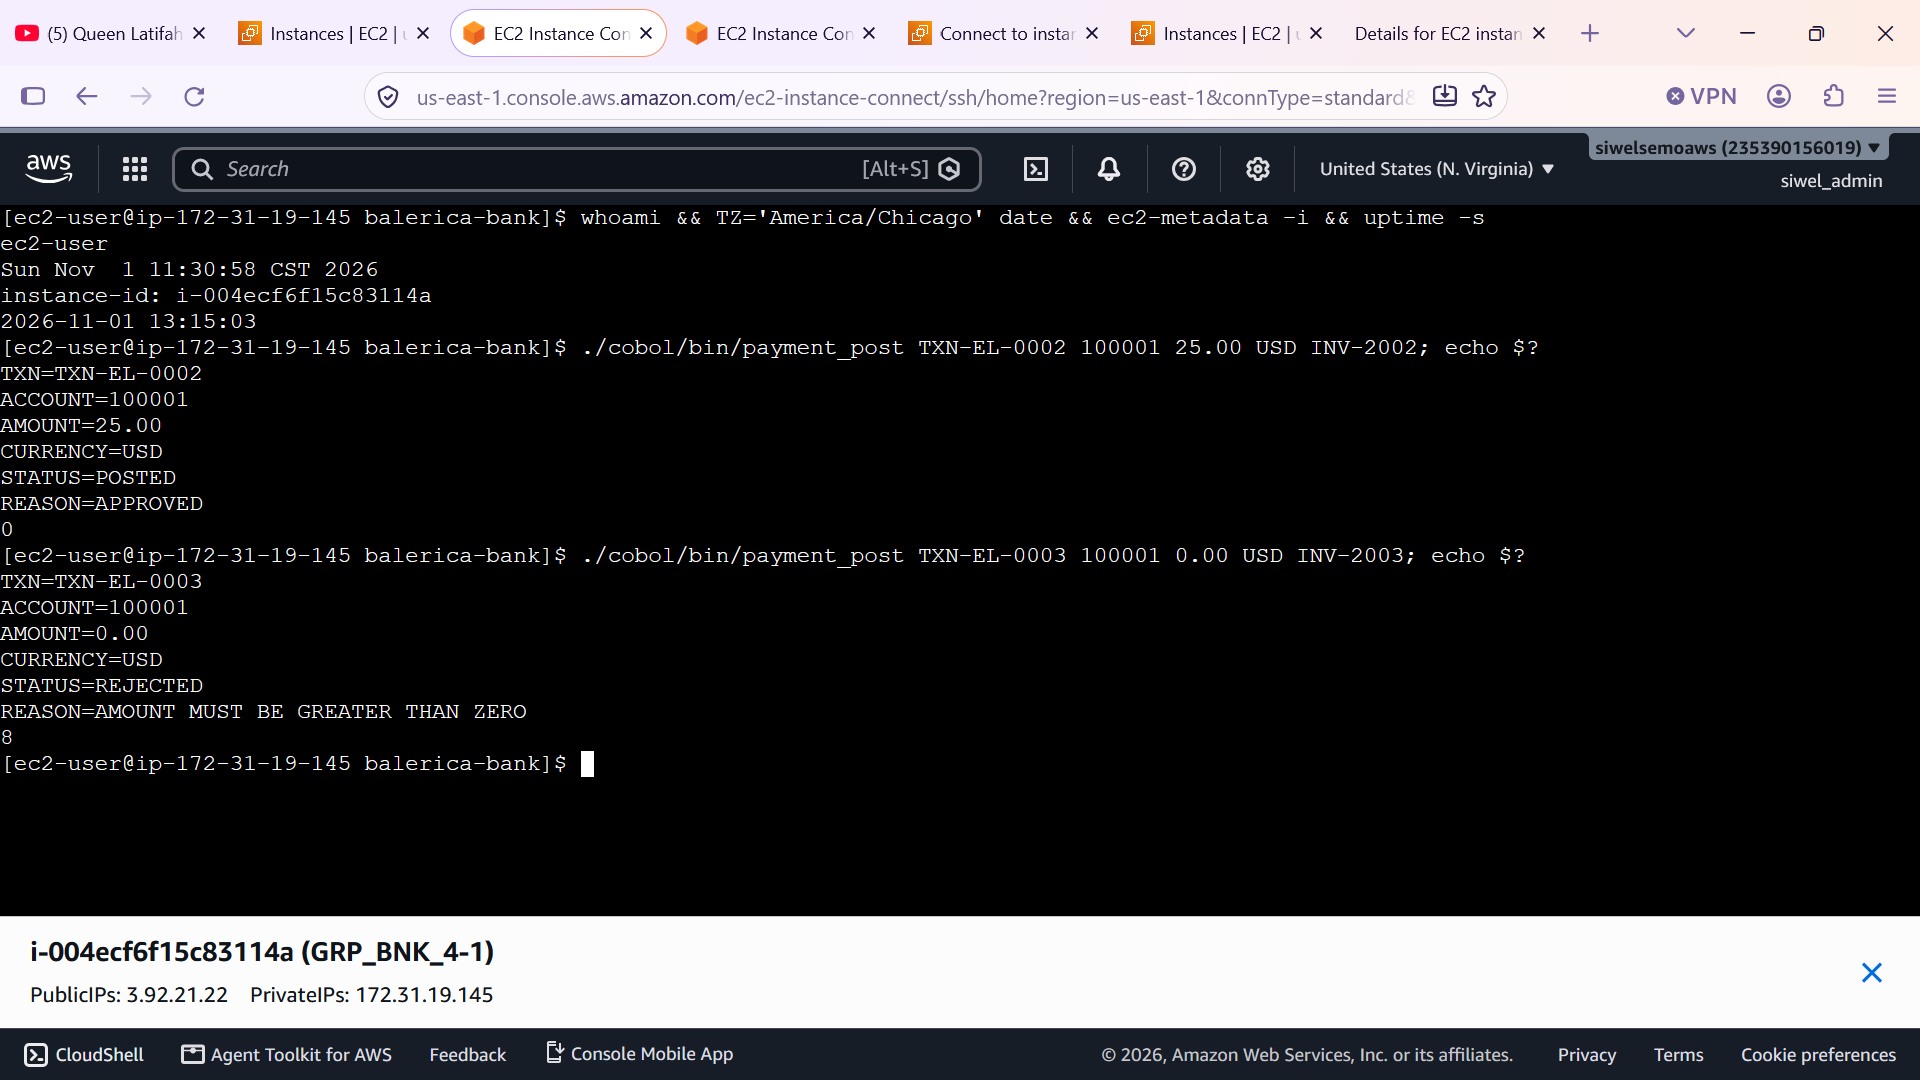 (5) Queen Latifah
Instances | EC2 |
EC2 Instance Con
EC2 Instance Con
Connect to instan
Instances | EC2 |
Details for EC2 instan
us-east-1.console.aws.amazon.com/ec2-instance-connect/ssh/home?region=us-east-1&connType=standard&
VPN
aws
Search
[Alt+S]
United States (N. Virginia)
siwelsemoaws (235390156019)
siwel_admin
[ec2-user@ip-172-31-19-145 balerica-bank]$ whoami && TZ='America/Chicago' date && ec2-metadata -i && uptime -s
ec2-user
Sun Nov  1 11:30:58 CST 2026
instance-id: i-004ecf6f15c83114a
2026-11-01 13:15:03
[ec2-user@ip-172-31-19-145 balerica-bank]$ ./cobol/bin/payment_post TXN-EL-0002 100001 25.00 USD INV-2002; echo $?
TXN=TXN-EL-0002
ACCOUNT=100001
AMOUNT=25.00
CURRENCY=USD
STATUS=POSTED
REASON=APPROVED
0
[ec2-user@ip-172-31-19-145 balerica-bank]$ ./cobol/bin/payment_post TXN-EL-0003 100001 0.00 USD INV-2003; echo $?
TXN=TXN-EL-0003
ACCOUNT=100001
AMOUNT=0.00
CURRENCY=USD
STATUS=REJECTED
REASON=AMOUNT MUST BE GREATER THAN ZERO
8
[ec2-user@ip-172-31-19-145 balerica-bank]$
i-004ecf6f15c83114a (GRP_BNK_4-1)
PublicIPs: 3.92.21.22 PrivateIPs: 172.31.19.145
CloudShell
Agent Toolkit for AWS
Feedback
Console Mobile App
© 2026, Amazon Web Services, Inc. or its affiliates.
Privacy
Terms
Cookie preferences